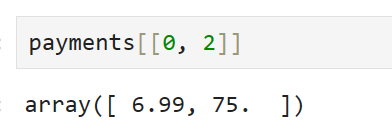 : payments[[0, 2]]
: array([ 6.99, 75.  ])